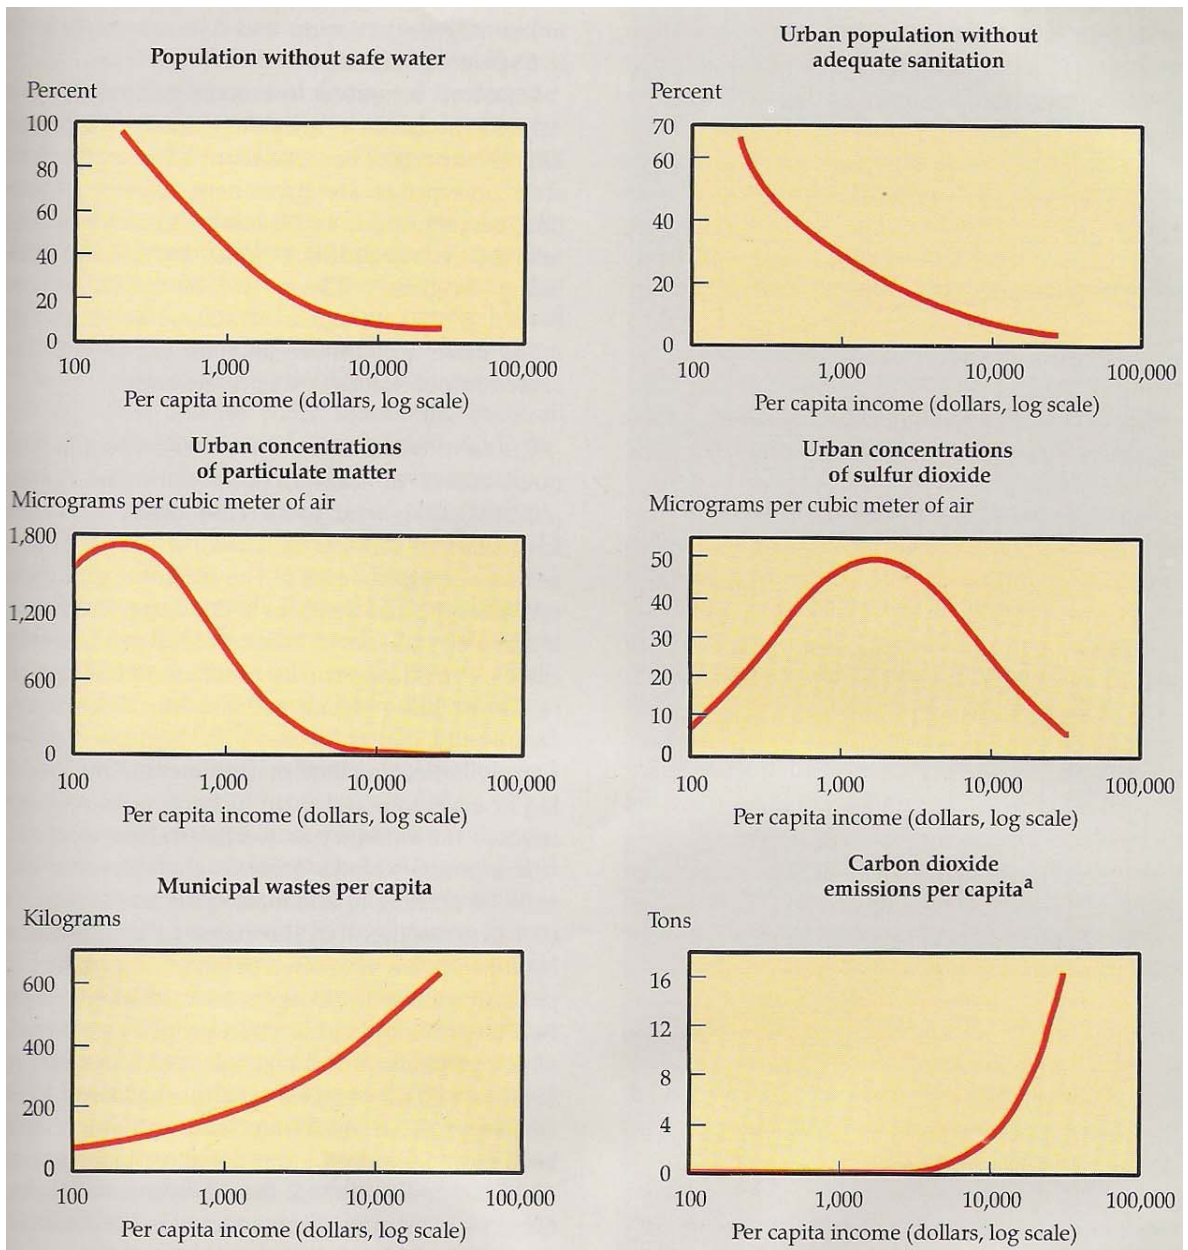 Population without safe water
Percent
100
80
60
40
20
0
100 1,000 10,000 100,000
Per capita income (dollars, log scale)
Urban population without
adequate sanitation
Percent
70
60
40
20
0
100 1,000 10,000 100,000
Per capita income (dollars, log scale)
Urban concentrations
of particulate matter
Micrograms per cubic meter of air
1,800
1,200
600
0
100 1,000 10,000 100,000
Per capita income (dollars, log scale)
Urban concentrations
of sulfur dioxide
Micrograms per cubic meter of air
50
40
30
20
10
0
100 1,000 10,000 100,000
Per capita income (dollars, log scale)
Municipal wastes per capita
Kilograms
600
400
200
0
100 1,000 10,000 100,000
Per capita income (dollars, log scale)
Carbon dioxide
emissions per capitaᵃ
Tons
16
12
8
4
0
100 1,000 10,000 100,000
Per capita income (dollars, log scale)